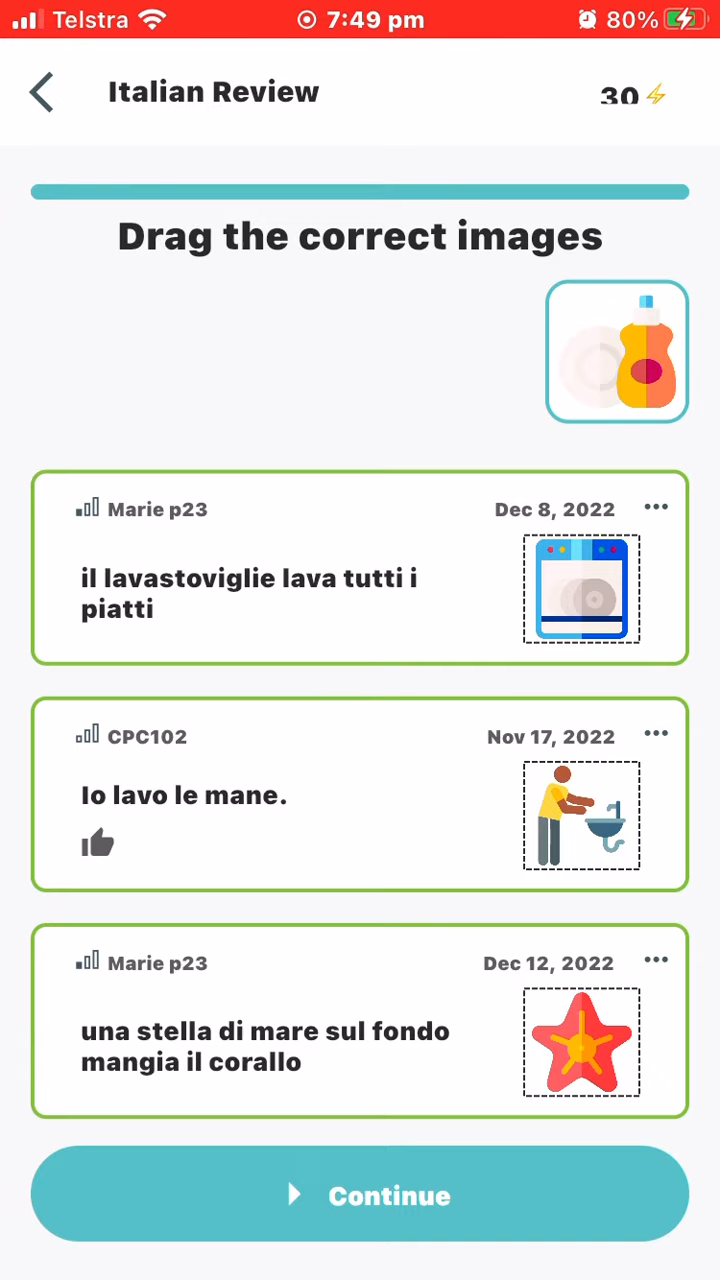 Telstra 7:49 pm 80%
Italian Review 30
Drag the correct images
Marie p23 Dec 8, 2022
il lavastoviglie lava tutti i
piatti
CPC102 Nov 17, 2022
Io lavo le mane.
Marie p23 Dec 12, 2022
una stella di mare sul fondo
mangia il corallo
Continue